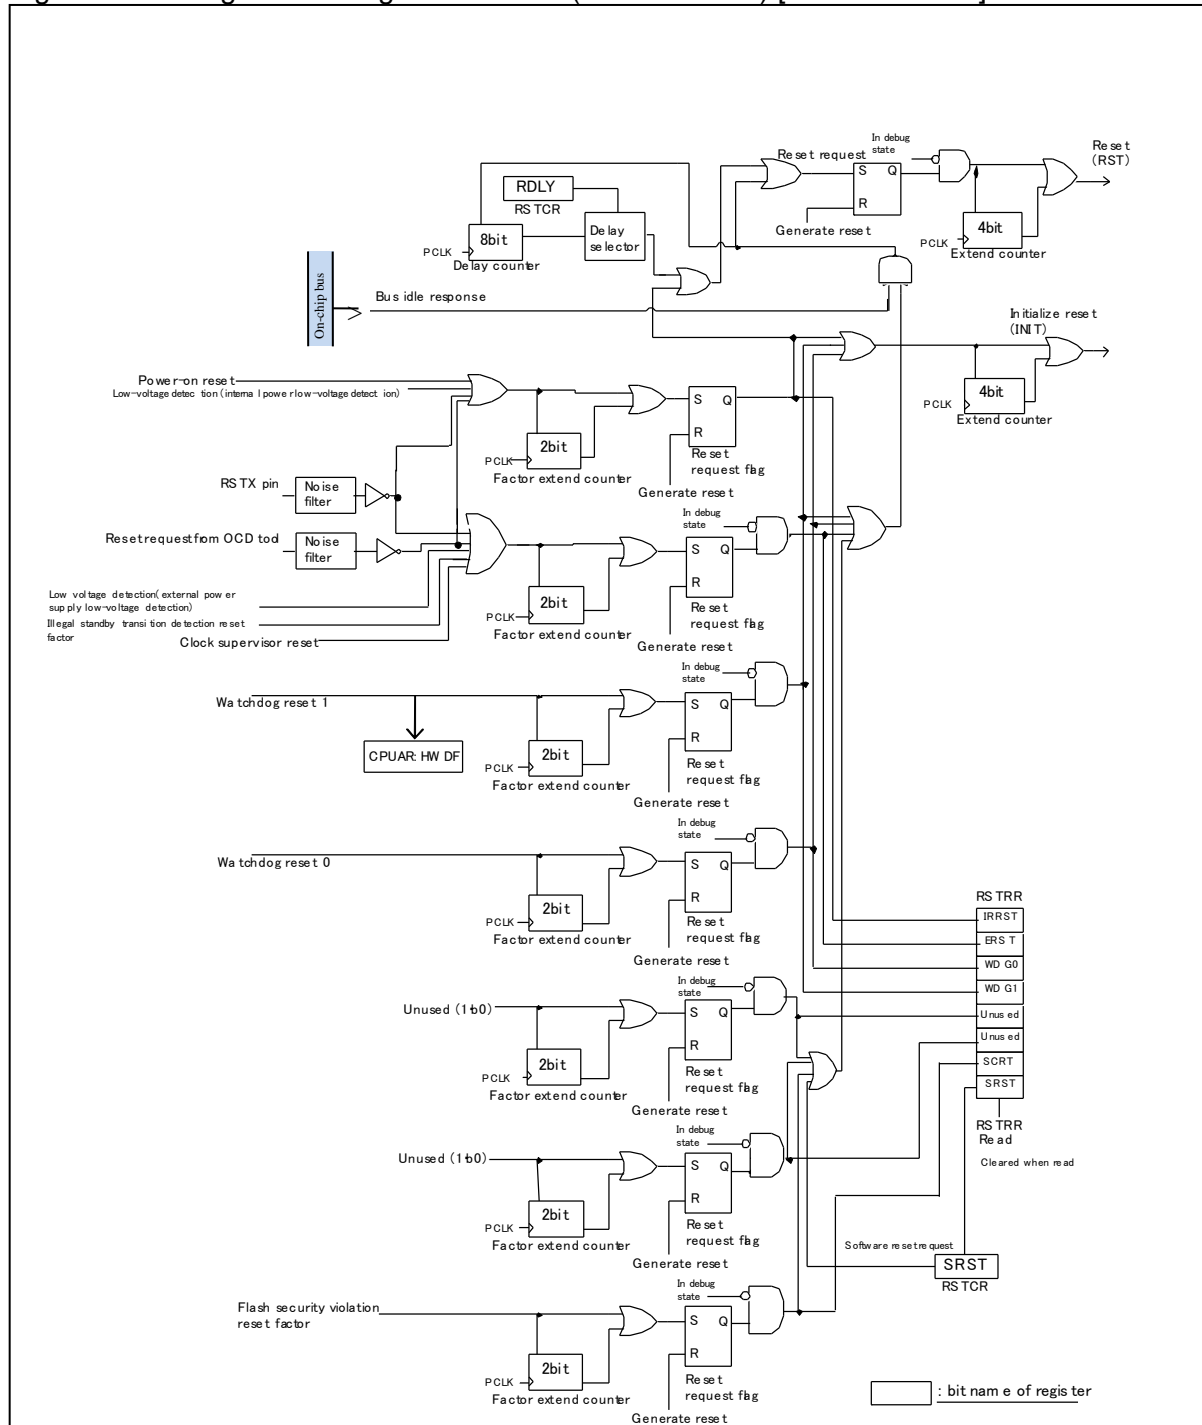 In debug
state
Reset request
S Q
R
Reset
(RST)
RDLY
RSTCR
Delay
selector
8bit
PCLK
Delay counter
Generate reset
4bit
PCLK
Extend counter
On-chip bus
Bus idle response
Initialize reset
(INIT)
4bit
PCLK
Extend counter
Power-on reset
Low-voltage detection (internal power low-voltage detection)
S Q
R
2bit
PCLK
Factor extend counter
Reset
request flag
Generate reset
RSTX pin
Noise
filter
In debug
state
Reset request from OCD tool
Noise
filter
S Q
R
2bit
PCLK
Factor extend counter
Reset
request flag
Generate reset
Low voltage detection(external power
supply low-voltage detection)
Illegal standby transition detection reset
factor
Clock supervisor reset
In debug
state
Watchdog reset 1
S Q
R
CPUAR: HWDF
2bit
PCLK
Factor extend counter
Reset
request flag
Generate reset
In debug
state
Watchdog reset 0
S Q
R
2bit
PCLK
Factor extend counter
Reset
request flag
Generate reset
RSTRR
IRRST
ERST
WDG0
WDG1
Unused
Unused
SCRT
SRST
RSTRR
Read
Cleared when read
In debug
state
Unused (1'b0)
S Q
R
2bit
PCLK
Factor extend counter
Reset
request flag
Generate reset
In debug
state
Unused (1'b0)
S Q
R
2bit
PCLK
Factor extend counter
Reset
request flag
Generate reset
Software reset request
SRST
RSTCR
In debug
state
Flash security violation
reset factor
S Q
R
2bit
PCLK
Factor extend counter
Reset
request flag
Generate reset
: bit name of register